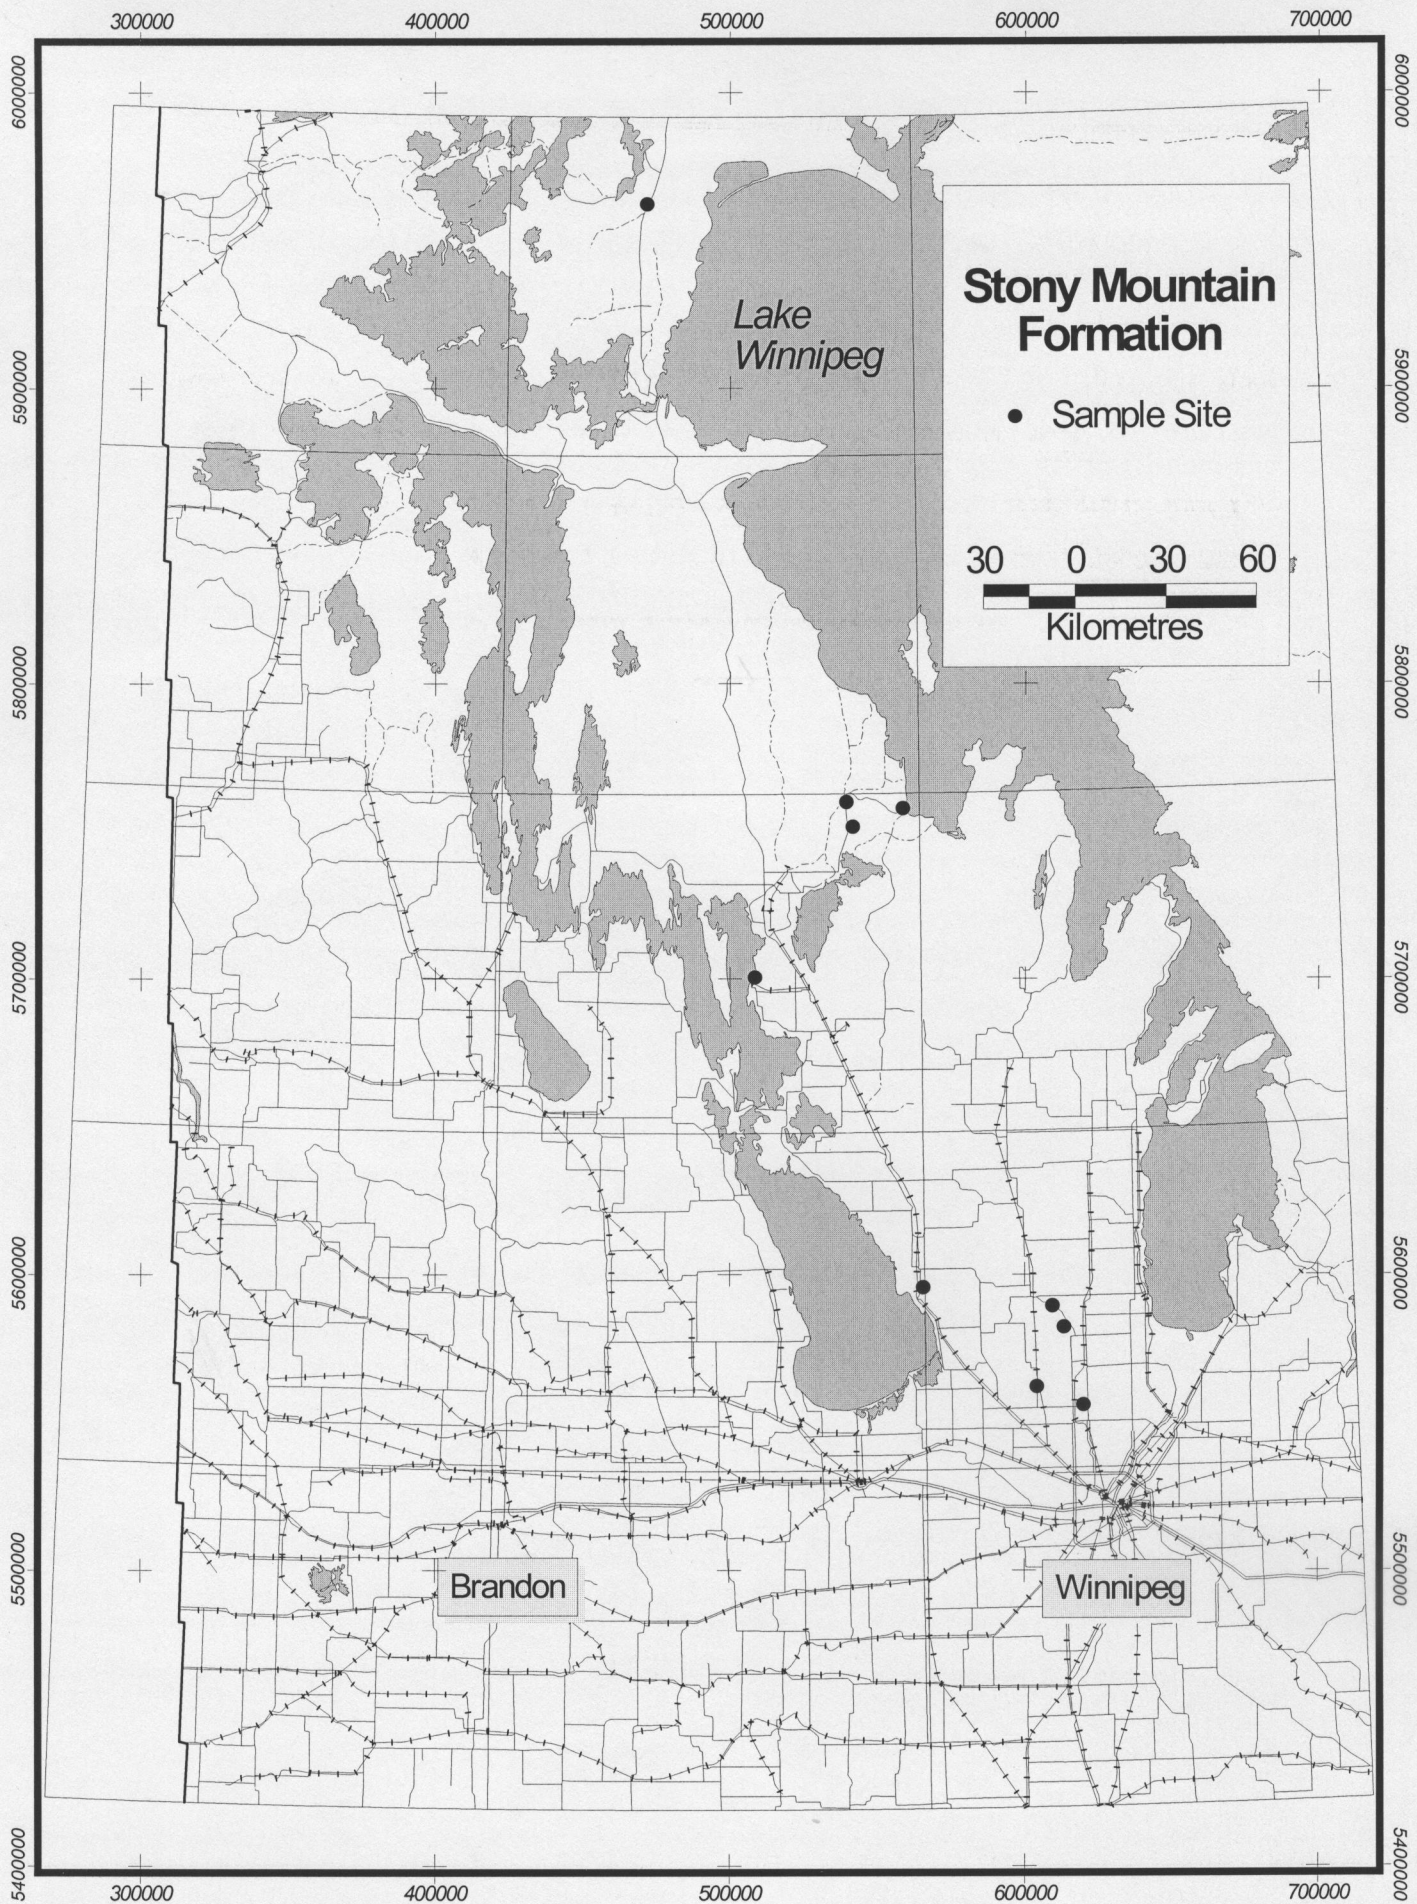 300000 400000 500000 600000 700000
6000000 6000000
Stony Mountain
Formation
Lake
Winnipeg
5900000 5900000
Sample Site
30 0 30 60
Kilometres
5800000 5800000
5700000 5700000
5600000 5600000
5500000 5500000
Brandon Winnipeg
5400000 5400000
300000 400000 500000 600000 700000